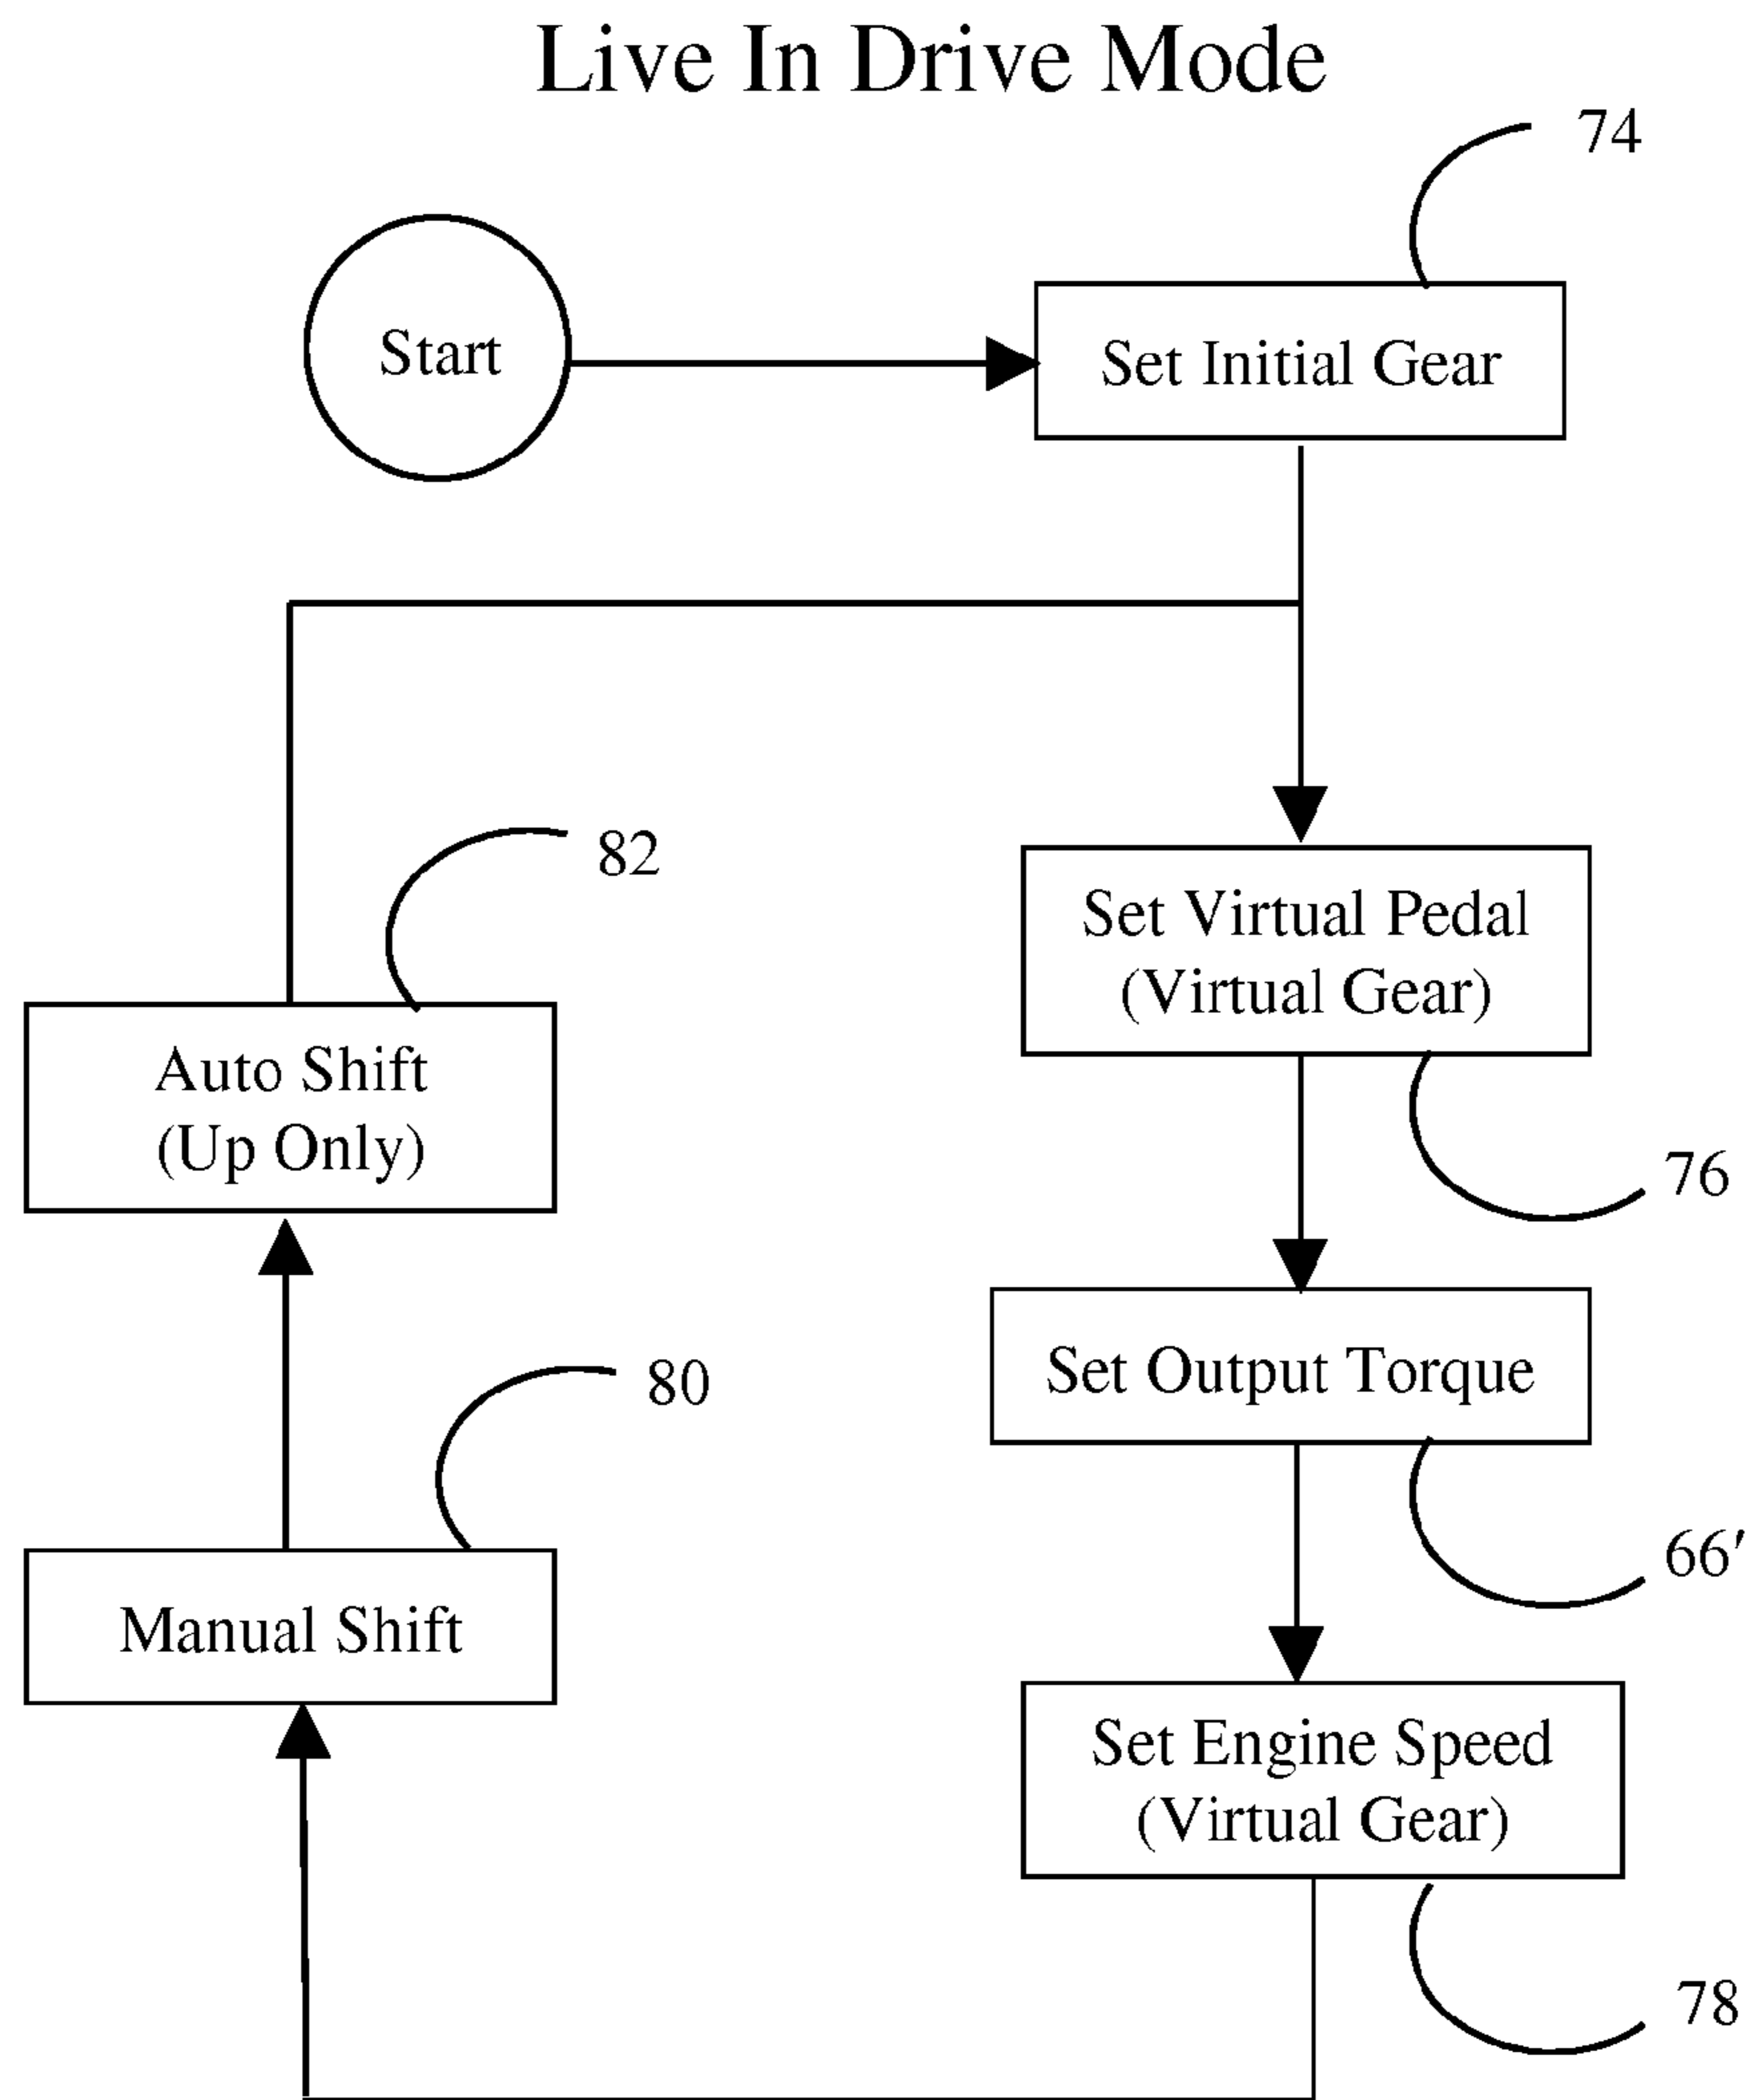 Live In Drive Mode
74
Start
Set Initial Gear
82
Set Virtual Pedal
(Virtual Gear)
Auto Shift
(Up Only)
76
Set Output Torque
80
66'
Manual Shift
Set Engine Speed
(Virtual Gear)
78